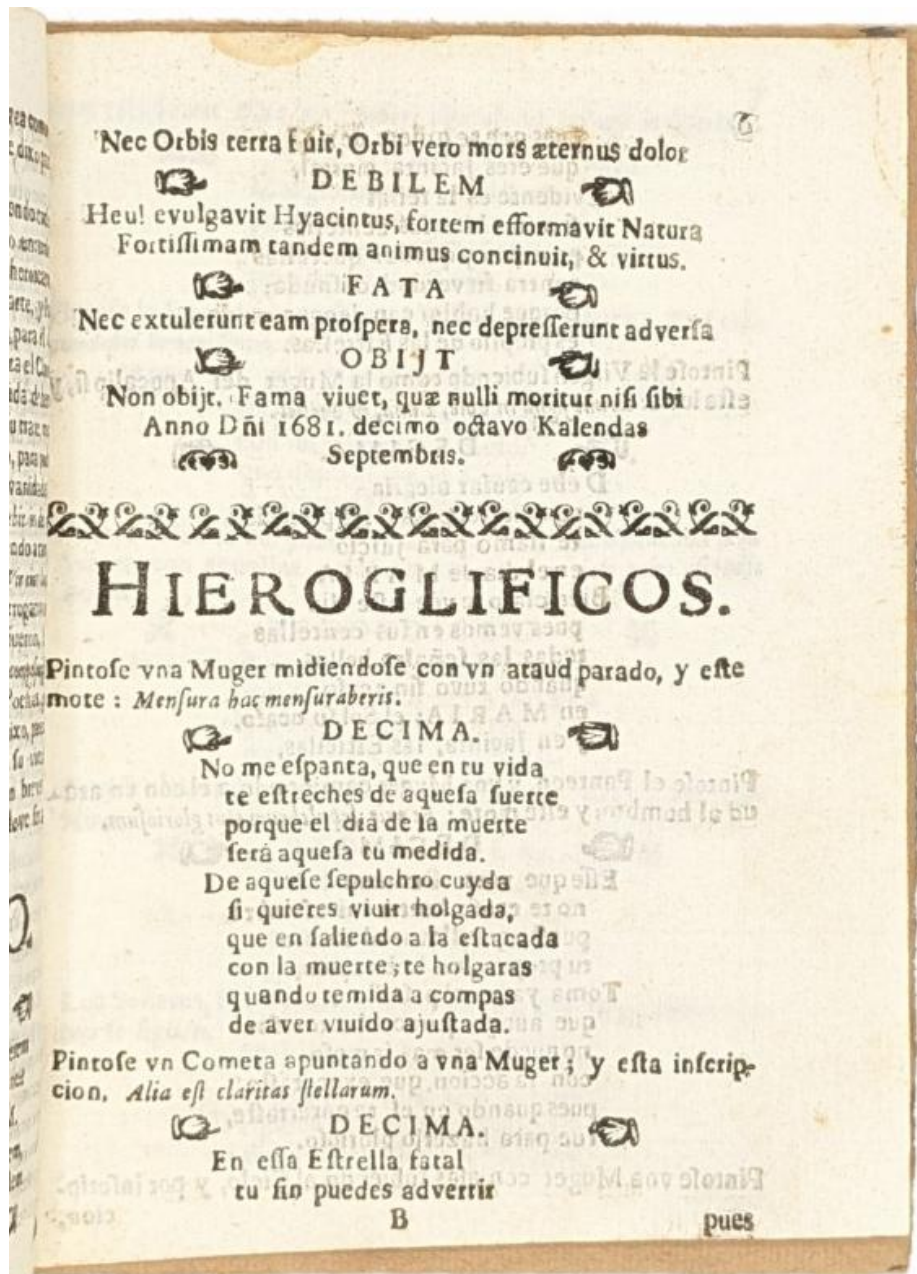 Nec Orbis terra fuit, Orbi vero mors æternus dolor
DEBILEM
Heu! evulgavit Hyacintus, fortem efformavit Natura
Fortiſſimam tandem animus continuit, & virtus.
FATA
Nec extulerunt eam proſpera, nec depreſſerunt adverſa
OBIJT
Non obijt. Fama viuet, quæ nulli moritur niſi ſibi
Anno Dñi 1681. decimo octavo Kalendas
Septembris.
HIEROGLIFICOS.
Pintoſe vna Muger midiendoſe con vn ataud parado, y eſte
mote : Menſura hac menſuraberis.
DECIMA.
No me eſpanta, que en tu vida
te eſtreches de aqueſa ſuerte
porque el dia de la muerte
ſerá aqueſa tu medida.
De aqueſe ſepulchro cuyda
ſi quieres viuir holgada,
que en ſaliendo a la eſtacada
con la muerte, te holgaras
quando temida a compas
de aver viuido ajuſtada.
Pintoſe vn Cometa apuntando a vna Muger; y eſta inſcrip-
cion. Alia eſt claritas ſtellarum.
DECIMA.
En eſſa Eſtrella fatal
tu fin puedes advertir
B pues